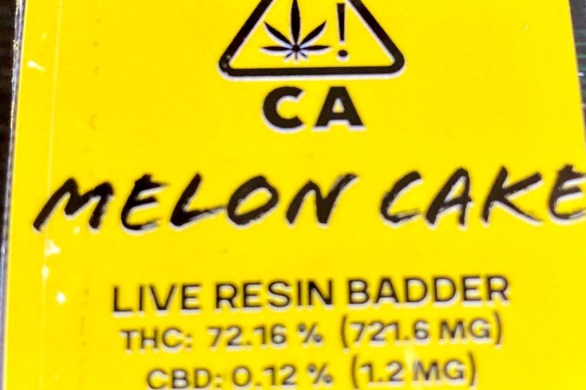 !
CA
MELON CAKE
LIVE RESIN BADDER
THC: 72.16 % (721.6 MG)
CBD: 0.12 % (1.2 MG)